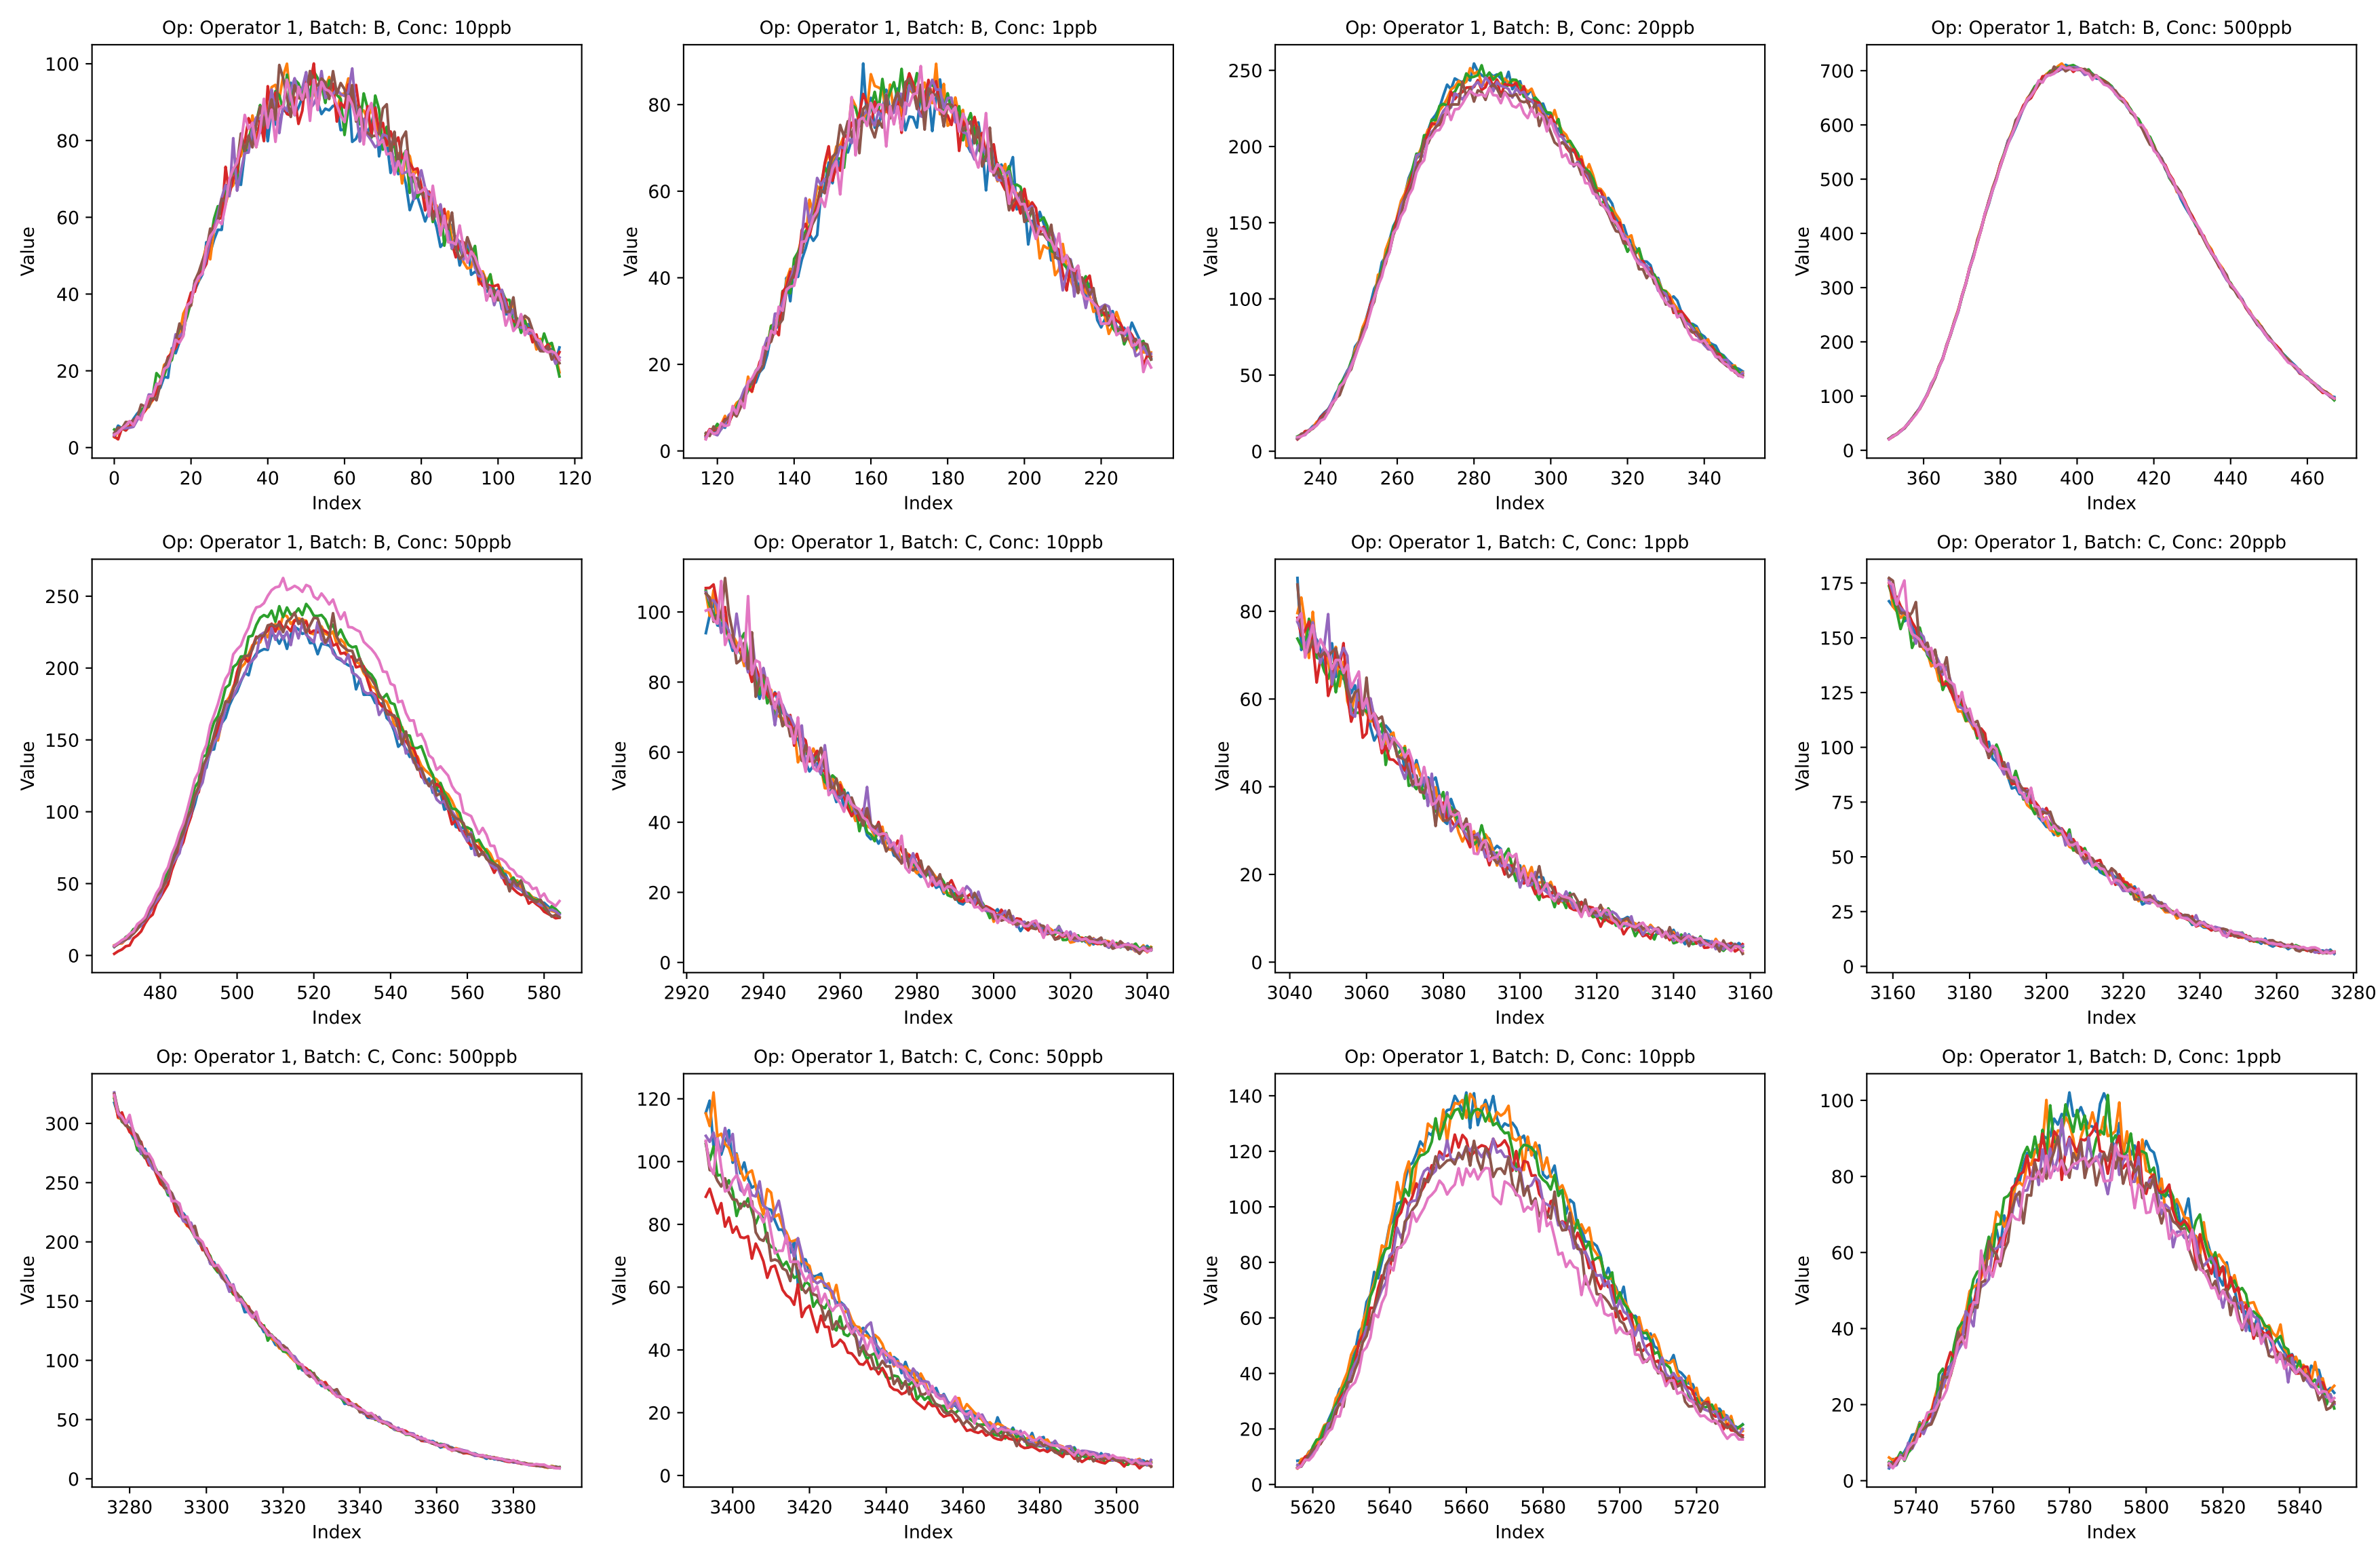 Op: Operator 1, Batch: B, Conc: 10ppb
Value
100
80
60
40
20
0
0 20 40 60 80 100 120
Index
Op: Operator 1, Batch: B, Conc: 1ppb
Value
80
60
40
20
0
120 140 160 180 200 220
Index
Op: Operator 1, Batch: B, Conc: 20ppb
Value
250
200
150
100
50
0
240 260 280 300 320 340
Index
Op: Operator 1, Batch: B, Conc: 500ppb
Value
700
600
500
400
300
200
100
0
360 380 400 420 440 460
Index
Op: Operator 1, Batch: B, Conc: 50ppb
Value
250
200
150
100
50
0
480 500 520 540 560 580
Index
Op: Operator 1, Batch: C, Conc: 10ppb
Value
100
80
60
40
20
0
2920 2940 2960 2980 3000 3020 3040
Index
Op: Operator 1, Batch: C, Conc: 1ppb
Value
80
60
40
20
0
3040 3060 3080 3100 3120 3140 3160
Index
Op: Operator 1, Batch: C, Conc: 20ppb
Value
175
150
125
100
75
50
25
0
3160 3180 3200 3220 3240 3260 3280
Index
Op: Operator 1, Batch: C, Conc: 500ppb
Value
300
250
200
150
100
50
0
3280 3300 3320 3340 3360 3380
Index
Op: Operator 1, Batch: C, Conc: 50ppb
Value
120
100
80
60
40
20
0
3400 3420 3440 3460 3480 3500
Index
Op: Operator 1, Batch: D, Conc: 10ppb
Value
140
120
100
80
60
40
20
0
5620 5640 5660 5680 5700 5720
Index
Op: Operator 1, Batch: D, Conc: 1ppb
Value
100
80
60
40
20
0
5740 5760 5780 5800 5820 5840
Index